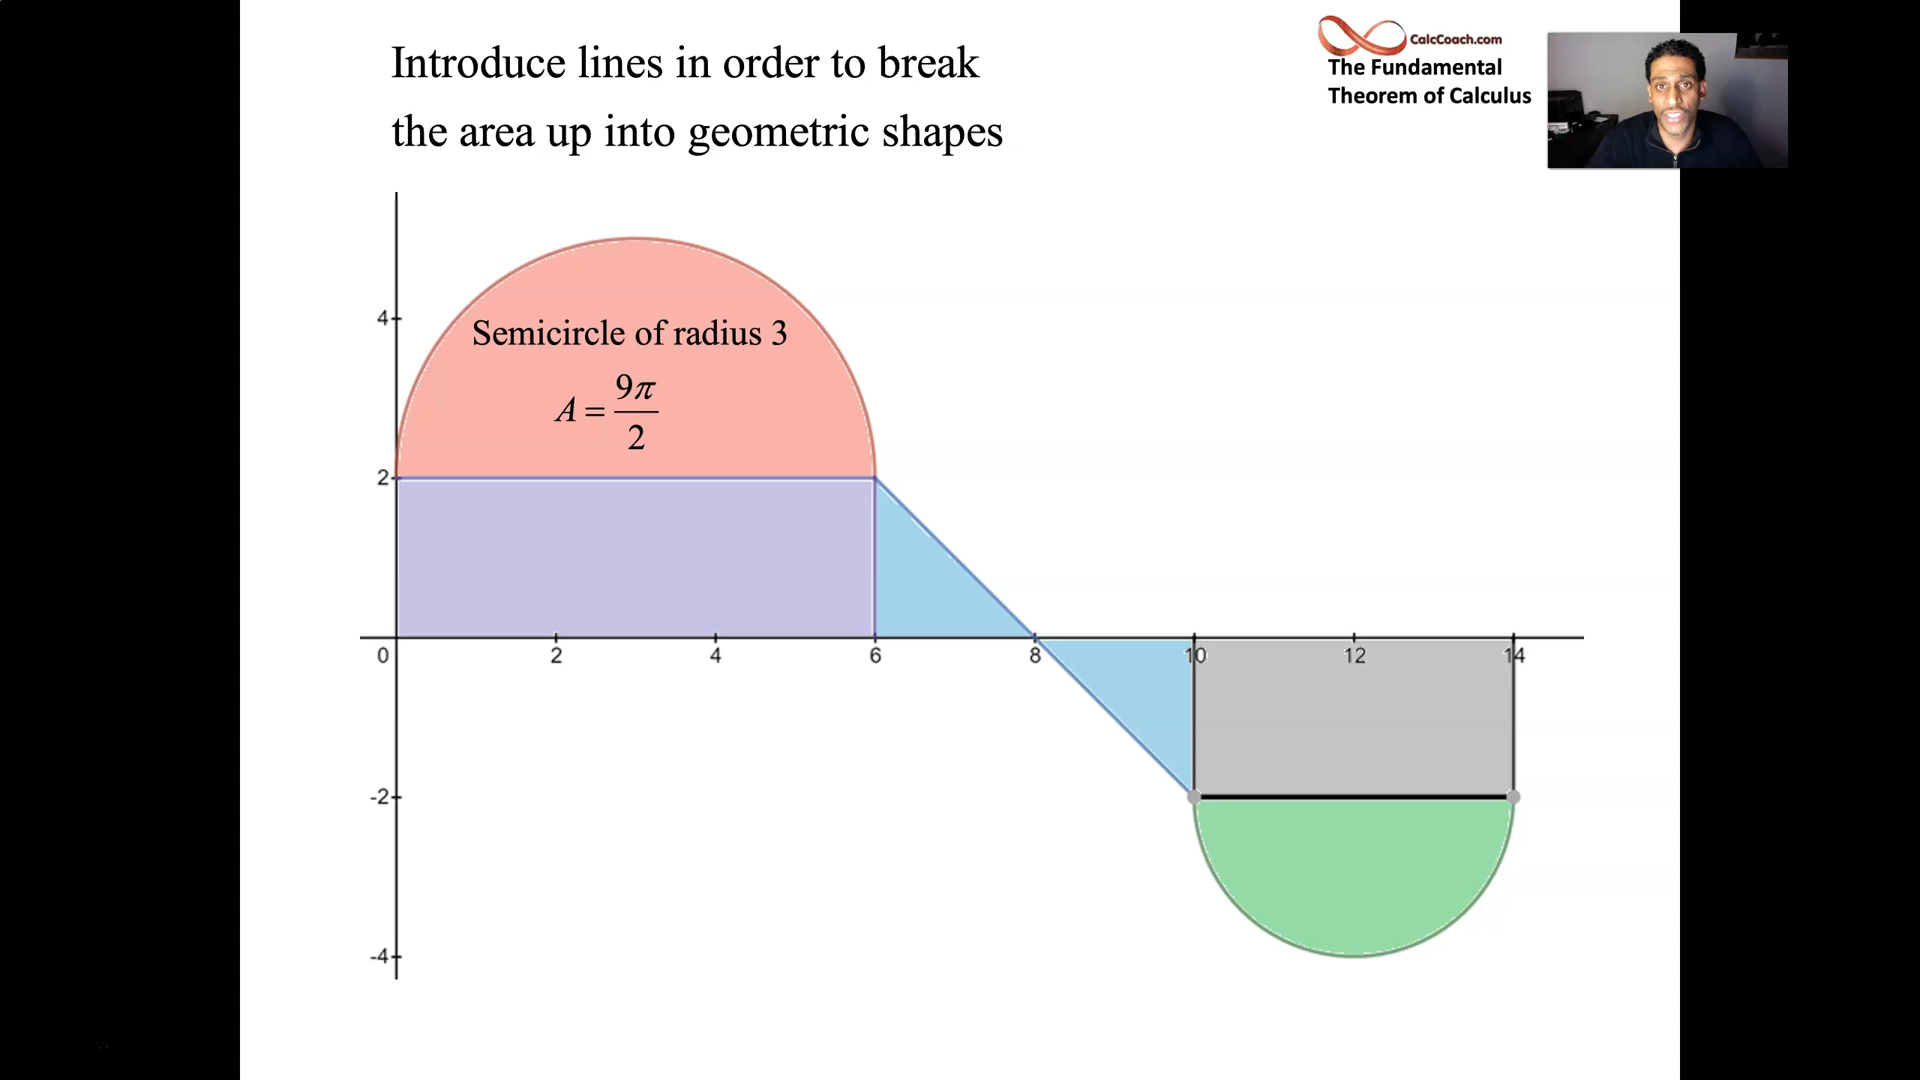 Introduce lines in order to break
the area up into geometric shapes
CalcCoach.com
The Fundamental
Theorem of Calculus
4
Semicircle of radius 3
A = 9π/2
2
0 2 4 6 8 10 12 14
-2
-4